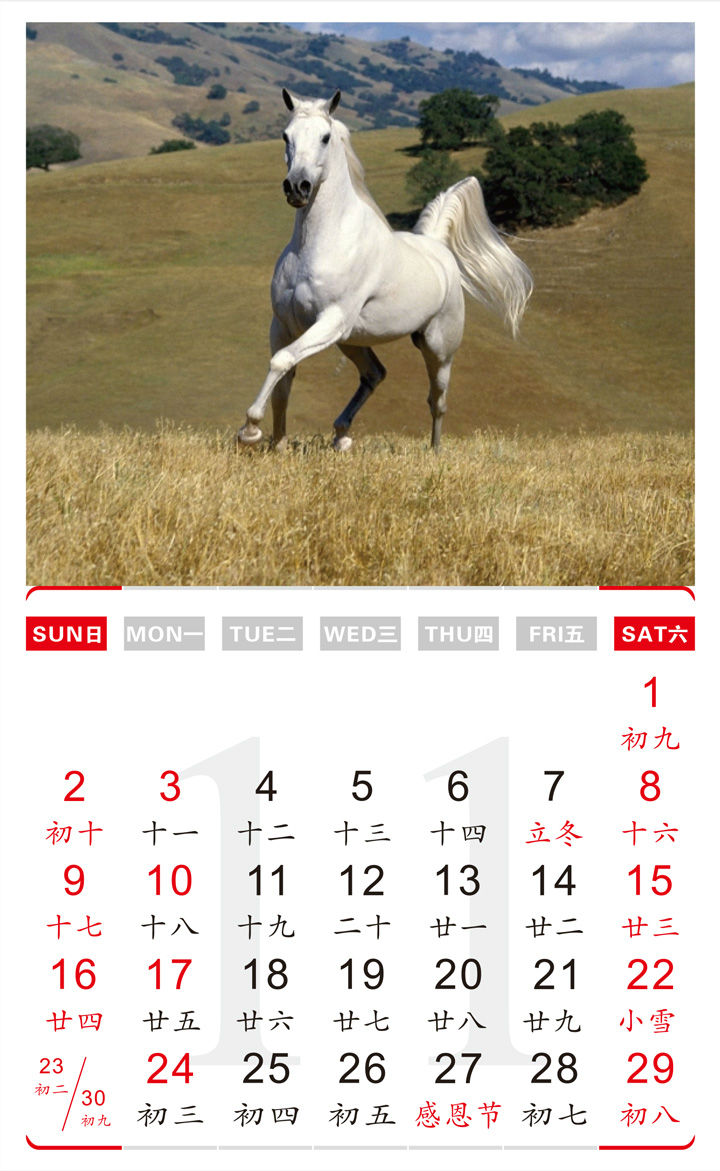 SUN日 MON一 TUE二 WED三 THU四 FRI五 SAT六
11
1
初九
2 3 4 5 6 7 8
初十 十一 十二 十三 十四 立冬 十六
9 10 11 12 13 14 15
十七 十八 十九 二十 廿一 廿二 廿三
16 17 18 19 20 21 22
廿四 廿五 廿六 廿七 廿八 廿九 小雪
23/30 24 25 26 27 28 29
初二 初九 初三 初四 初五 感恩节 初七 初八